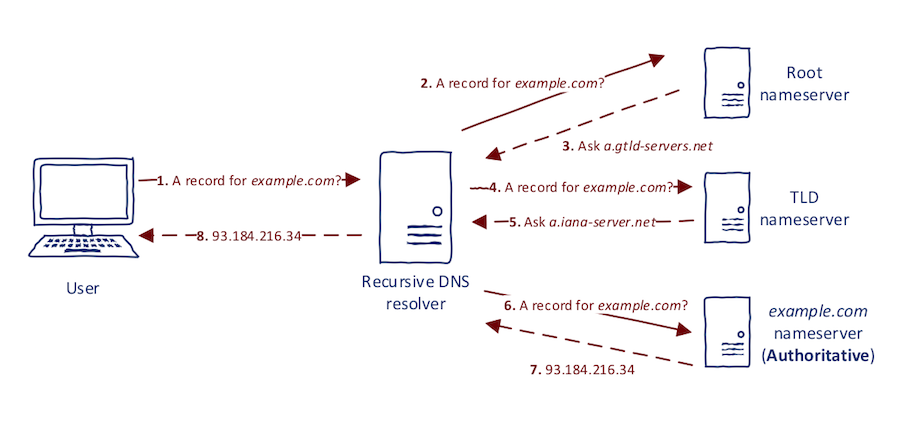 2. A record for example.com?
Root
nameserver
3. Ask a.gtld-servers.net
1. A record for example.com?
4. A record for example.com?
TLD
nameserver
5. Ask a.iana-server.net
8. 93.184.216.34
User
Recursive DNS
resolver
6. A record for example.com?
example.com
nameserver
(Authoritative)
7. 93.184.216.34